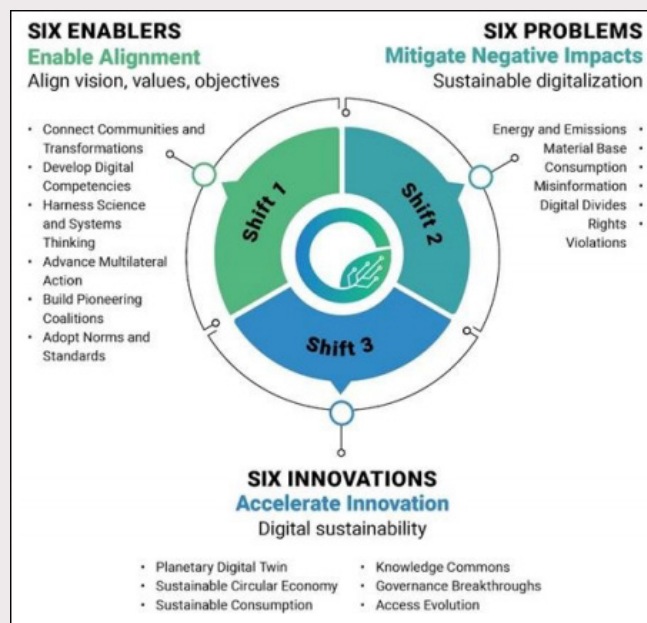 SIX ENABLERS
Enable Alignment
Align vision, values, objectives
• Connect Communities and
Transformations
• Develop Digital
Competencies
• Harness Science
and Systems
Thinking
• Advance Multilateral
Action
• Build Pioneering
Coalitions
• Adopt Norms and
Standards
SIX PROBLEMS
Mitigate Negative Impacts
Sustainable digitalization
Energy and Emissions •
Material Base •
Consumption •
Misinformation •
Digital Divides •
Rights •
Violations
Shift 1
Shift 2
Shift 3
SIX INNOVATIONS
Accelerate Innovation
Digital sustainability
• Planetary Digital Twin
• Sustainable Circular Economy
• Sustainable Consumption
• Knowledge Commons
• Governance Breakthroughs
• Access Evolution